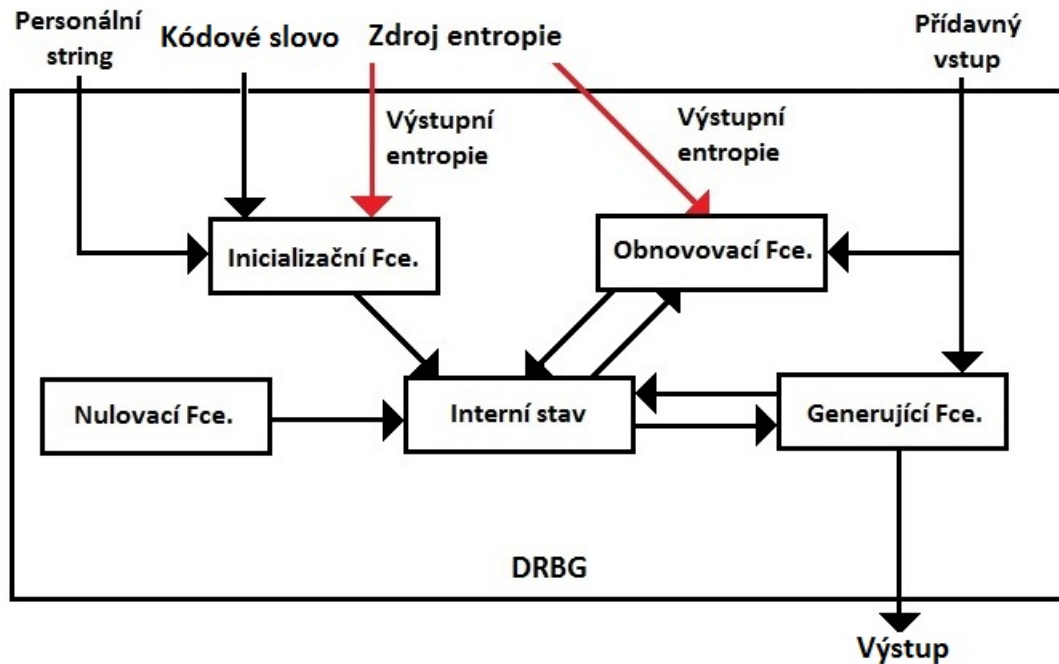 Personální
string
Kódové slovo
Zdroj entropie
Přídavný
vstup
Výstupní
entropie
Výstupní
entropie
Inicializační Fce.
Obnovovací Fce.
Nulovací Fce.
Interní stav
Generující Fce.
DRBG
Výstup